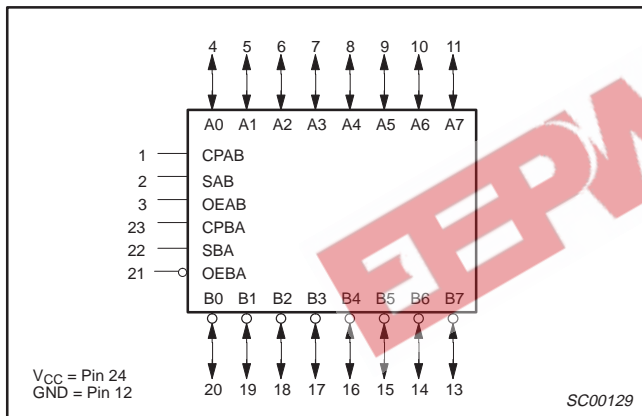 4 5 6 7 8 9 10 11
A0 A1 A2 A3 A4 A5 A6 A7
1 CPAB
2 SAB
3 OEAB
23 CPBA
22 SBA
21 OEBA
B0 B1 B2 B3 B4 B5 B6 B7
20 19 18 17 16 15 14 13
VCC = Pin 24
GND = Pin 12
SC00129
EEPW